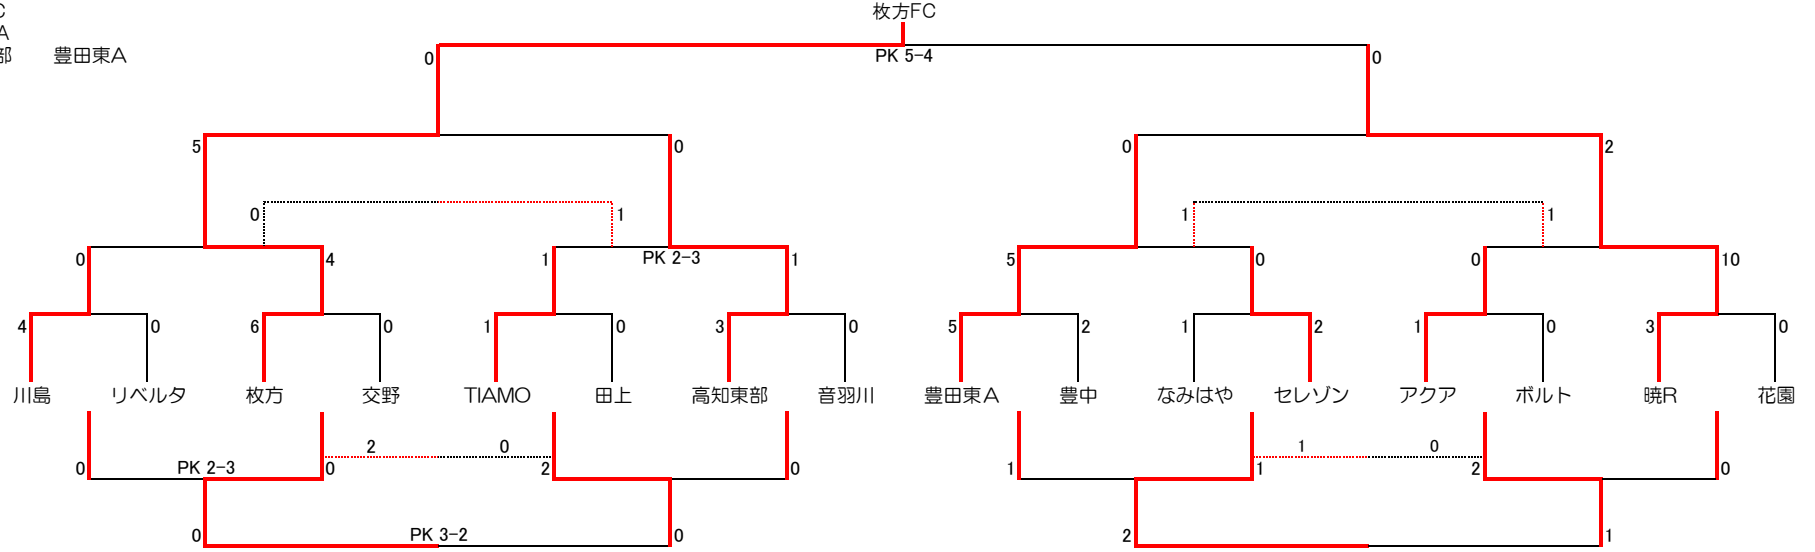 C
枚方FC
A
部 豊田東A
0 PK 5-4 0
5 0 0 2
0 1 1 1
0 4 1 PK 2-3 1 5 0 0 10
4 0 6 0 1 0 3 0 5 2 1 2 1 0 3 0
川島 リベルタ 枚方 交野 TIAMO 田上 高知東部 音羽川 豊田東A 豊中 なみはや セレゾン アクア ボルト 暁R 花園
2 0 1 0
0 PK 2-3 0 2 0 1 1 2 0
0 PK 3-2 0 2 1